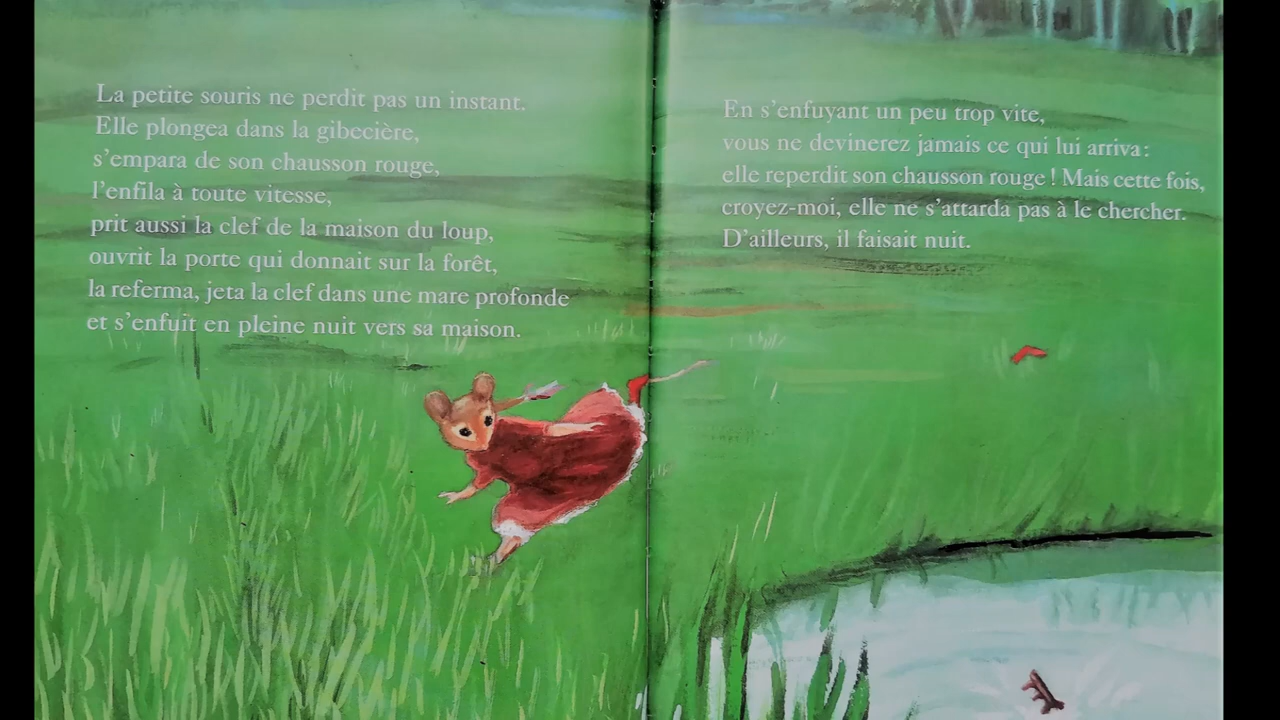 La petite souris ne perdit pas un instant.
Elle plongea dans la gibecière,
s'empara de son chausson rouge,
l'enfila à toute vitesse,
prit aussi la clef de la maison du loup,
ouvrit la porte qui donnait sur la forêt,
la referma, jeta la clef dans une mare profonde
et s'enfuit en pleine nuit vers sa maison.
En s'enfuyant un peu trop vite,
vous ne devinerez jamais ce qui lui arriva :
elle reperdit son chausson rouge ! Mais cette fois,
croyez-moi, elle ne s'attarda pas à le chercher.
D'ailleurs, il faisait nuit.